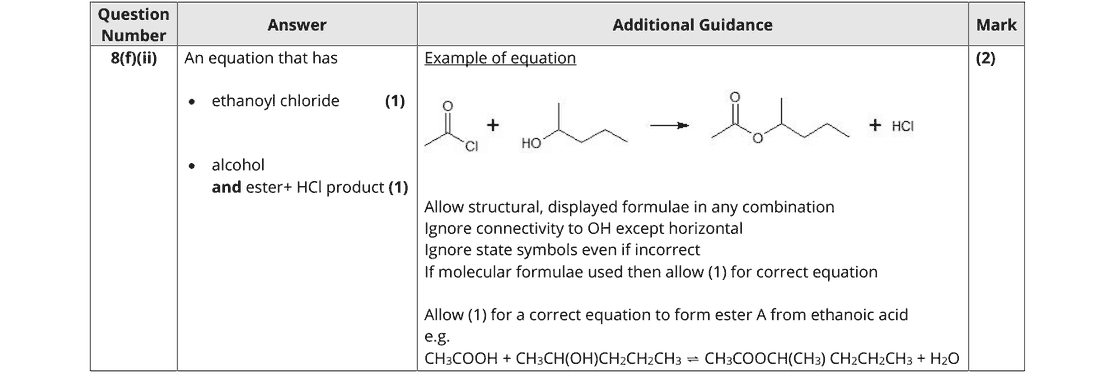 Question Number
Answer
Additional Guidance
Mark
8(f)(ii)
An equation that has
Example of equation
(2)
• ethanoyl chloride (1)
O
Cl
+
HO
O
O
+ HCl
• alcohol
and ester+ HCl product (1)
Allow structural, displayed formulae in any combination
Ignore connectivity to OH except horizontal
Ignore state symbols even if incorrect
If molecular formulae used then allow (1) for correct equation
Allow (1) for a correct equation to form ester A from ethanoic acid
e.g.
CH₃COOH + CH₃CH(OH)CH₂CH₂CH₃ ⇌ CH₃COOCH(CH₃) CH₂CH₂CH₃ + H₂O